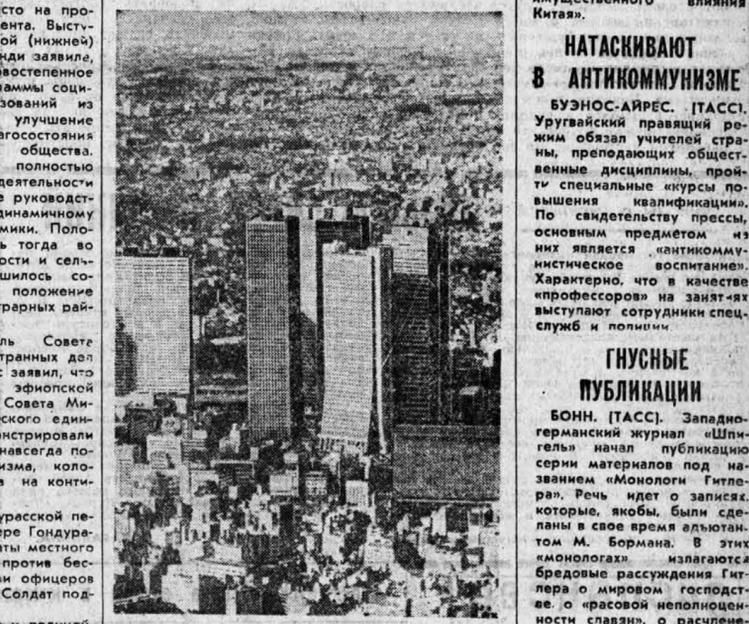 сто на про-
ента. Высту-
ой (нижней)
нди заявила,
востепенное
раммы соци-
зований из
улучшение
агосостояния
общества.
полностью
деятельности
е руководст-
динамичному
мики. Поло-
ь тогда во
ости и сель-
шилось со-
положение
грарных рай-
ль Совета
транных дел
с заявил, что
эфиопской
Совета Ми-
еского един-
нстрировали
навсегда по-
изма, коло-
а на конти-
урасской пе-
ере Гондура-
аты местного
против бес-
и офицеров
Солдат под-
влияния
Китая».
НАТАСКИВАЮТ
В АНТИКОММУНИЗМЕ
БУЭНОС-АЙРЕС. (ТАСС).
Уругвайский правящий ре-
жим обязал учителей стра-
ны, преподающих общест-
венные дисциплины, прой-
ти специальные «курсы по-
вышения квалификации».
По свидетельству прессы,
основным предметом из
них является «антикомму-
нистическое воспитание».
Характерно, что в качестве
«профессоров» на занятиях
выступают сотрудники спец-
служб и полиции.
ГНУСНЫЕ
ПУБЛИКАЦИИ
БОНН. (ТАСС). Западно-
германский журнал «Шпи-
гель» начал публикацию
серии материалов под на-
званием «Монологи Гитле-
ра». Речь идет о записях,
которые, якобы, были сде-
ланы в свое время адъютан-
том М. Бормана. В этих
«монологах» излагаются
бредовые рассуждения Гит-
лера о мировом господст-
ве, о «расовой неполноцен-
ности славян», о расчлене-